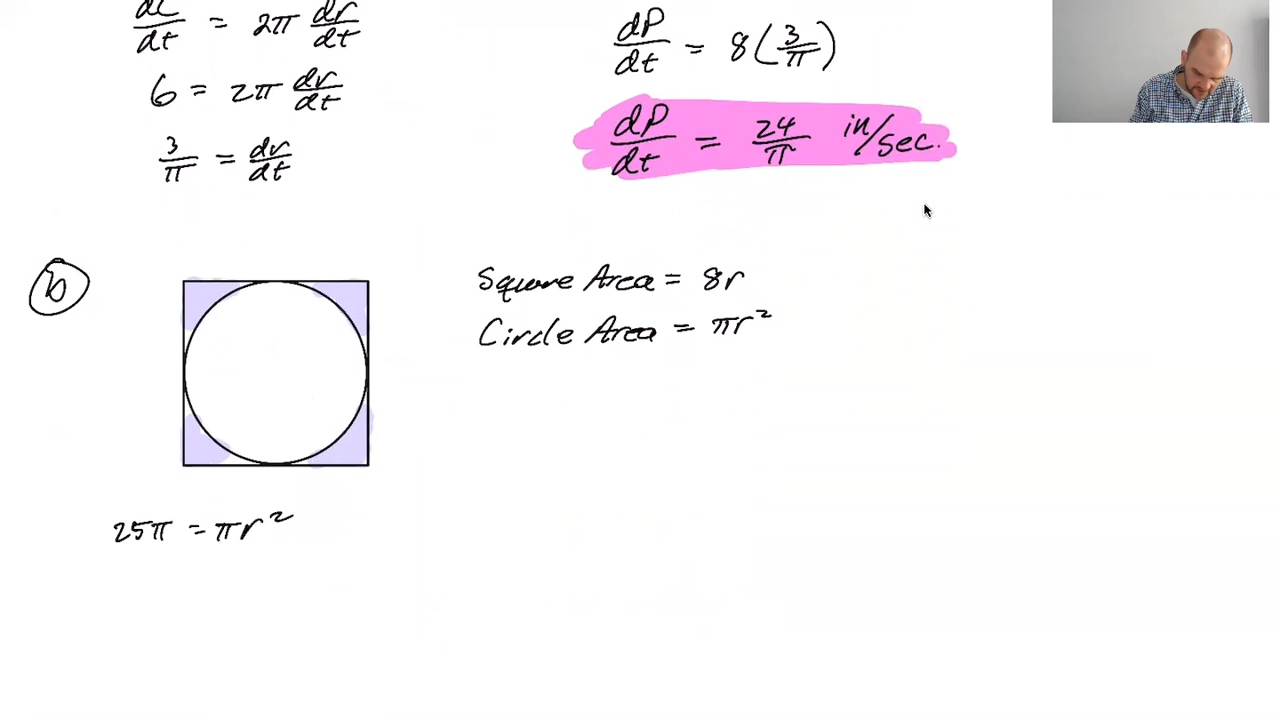 dC/dt = 2π dr/dt
6 = 2π dr/dt
3/π = dr/dt
dP/dt = 8(3/π)
dP/dt = 24/π in/sec.
b
Square Area = 8r
Circle Area = πr²
25π = πr²